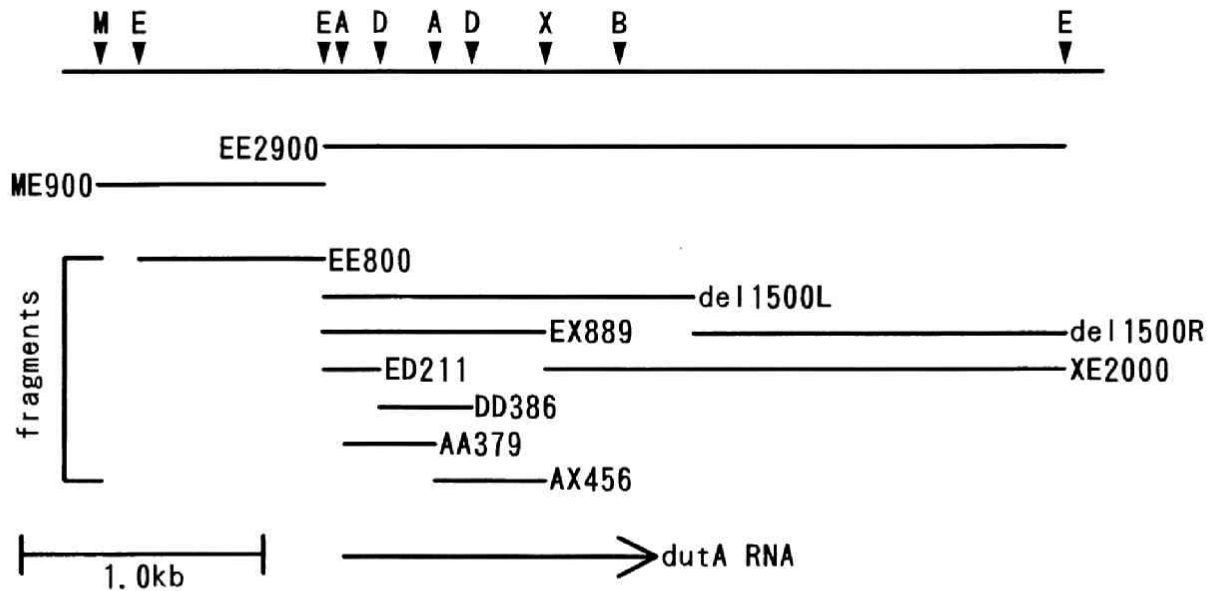 M E E A D A D X B E
EE2900
ME900
EE800
del1500L
EX889 del1500R
ED211 XE2000
DD386
AA379
AX456
fragments
1.0kb
dutA RNA